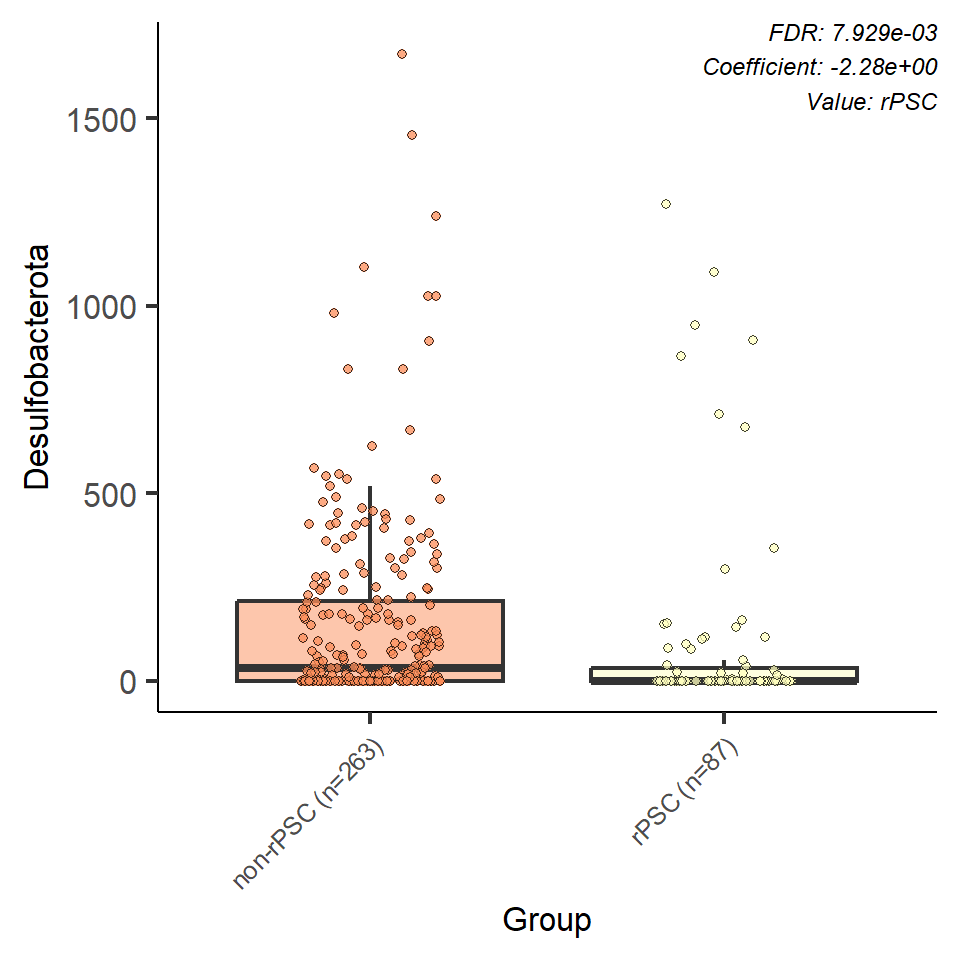 FDR: 7.929e-03
Coefficient: -2.28e+00
Value: rPSC
Desulfobacterota
1500
1000
500
0
non-rPSC (n=263)
rPSC (n=87)
Group